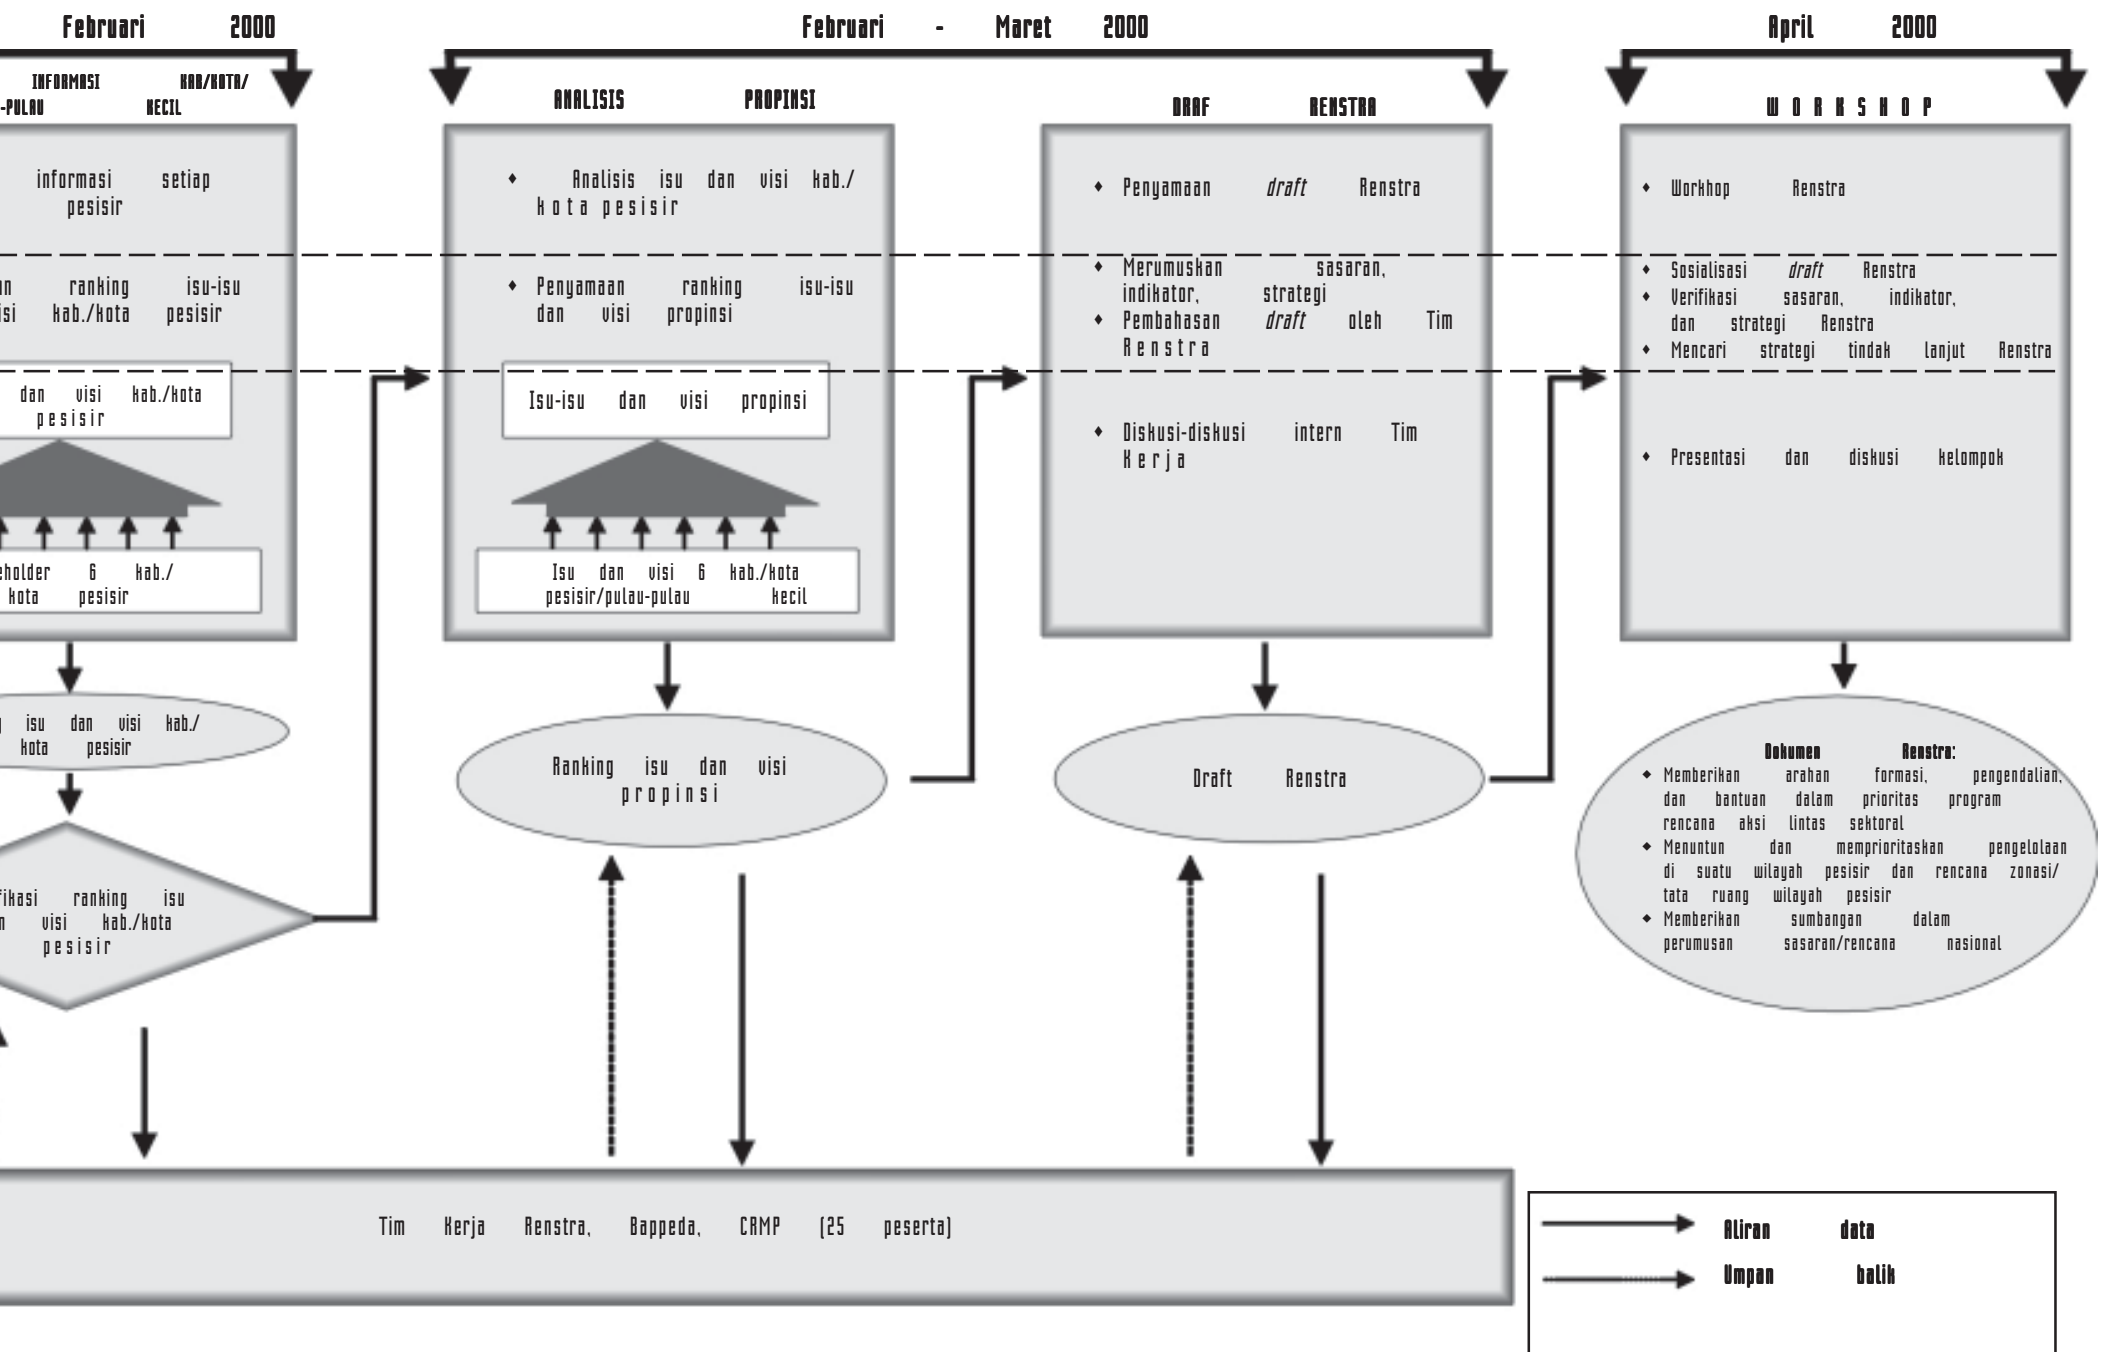 Februari 2000
INFORMASI KAB/KOTA/
-PULAU KECIL
informasi setiap
pesisir
ranking isu-isu
kab./kota pesisir
dan visi kab./kota
pesisir
6 kab./
kota pesisir
isu dan visi kab./
kota pesisir
ranking isu
visi kab./kota
pesisir
Februari - Maret 2000
ANALISIS PROPINSI
♦ Analisis isu dan visi kab./
kota pesisir
♦ Penyamaan ranking isu-isu
dan visi propinsi
Isu-isu dan visi propinsi
Isu dan visi 6 kab./kota
pesisir/pulau-pulau kecil
Ranking isu dan visi
propinsi
DRAF RENSTRA
♦ Penyamaan draft Renstra
♦ Merumuskan sasaran,
indikator, strategi
♦ Pembahasan draft oleh Tim
Renstra
♦ Diskusi-diskusi intern Tim
Kerja
Draft Renstra
April 2000
WORKSHOP
♦ Workhop Renstra
♦ Sosialisasi draft Renstra
♦ Verifikasi sasaran, indikator,
dan strategi Renstra
♦ Mencari strategi tindak lanjut Renstra
♦ Presentasi dan diskusi kelompok
Dokumen Renstra:
♦ Memberikan arahan formasi, pengendalian,
dan bantuan dalam prioritas program
rencana aksi lintas sektoral
♦ Menuntun dan memprioritaskan pengelolaan
di suatu wilayah pesisir dan rencana zonasi/
tata ruang wilayah pesisir
♦ Memberikan sumbangan dalam
perumusan sasaran/rencana nasional
Tim Kerja Renstra, Bappeda, CRMP (25 peserta)
Aliran data
Umpan balik